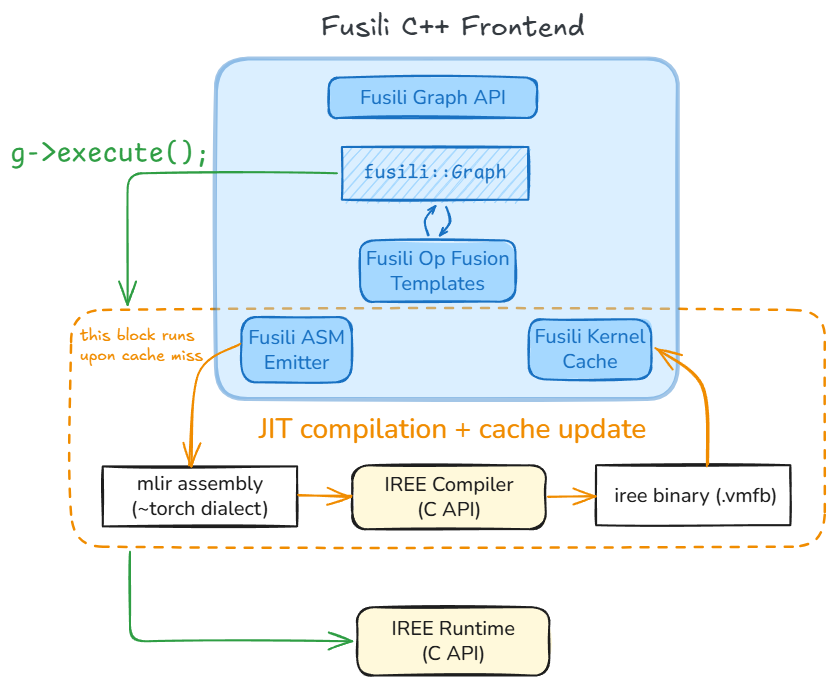 Fusili C++ Frontend
Fusili Graph API
g->execute();
fusili::Graph
Fusili Op Fusion
Templates
this block runs
upon cache miss
Fusili ASM
Emitter
Fusili Kernel
Cache
JIT compilation + cache update
mlir assembly
(~torch dialect)
IREE Compiler
(C API)
iree binary (.vmfb)
IREE Runtime
(C API)